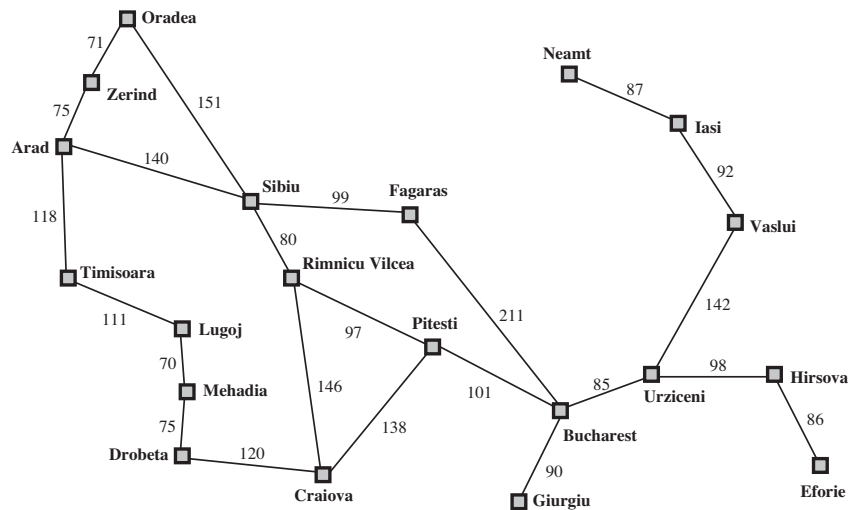 Oradea
71
Neamt
Zerind
87
75
151
Iasi
Arad
140
92
Sibiu
Fagaras
99
118
Vaslui
80
Timisoara
Rimnicu Vilcea
142
111
211
Lugoj
97
Pitesti
70
98
Hirsova
146
85
Mehadia
101
Urziceni
75
138
86
Bucharest
120
Drobeta
90
Craiova
Eforie
Giurgiu